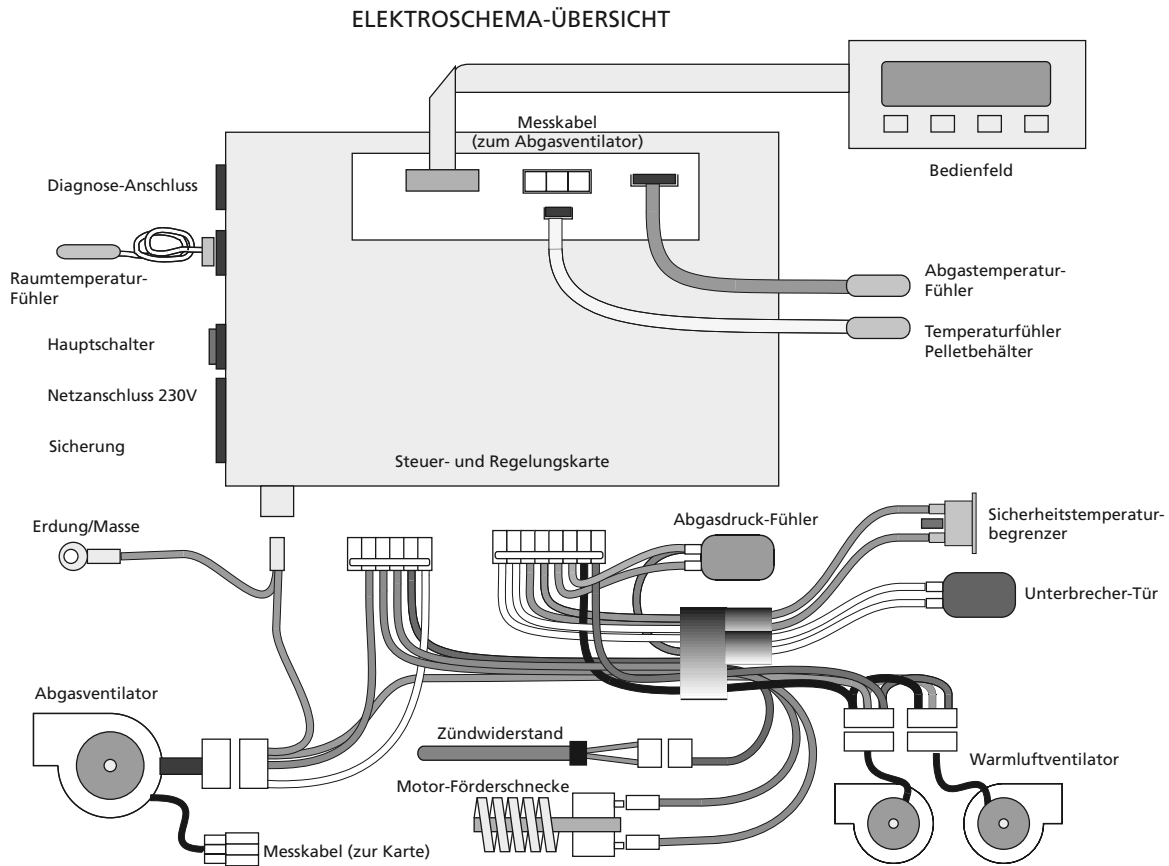 ELEKTROSCHEMA-ÜBERSICHT
Messkabel
(zum Abgasventilator)
Bedienfeld
Diagnose-Anschluss
Raumtemperatur-
Fühler
Abgastemperatur-
Fühler
Hauptschalter
Temperaturfühler
Pelletbehälter
Netzanschluss 230V
Sicherung
Steuer- und Regelungskarte
Erdung/Masse
Abgasdruck-Fühler
Sicherheitstemperatur-
begrenzer
Unterbrecher-Tür
Abgasventilator
Zündwiderstand
Motor-Förderschnecke
Warmluftventilator
Messkabel (zur Karte)